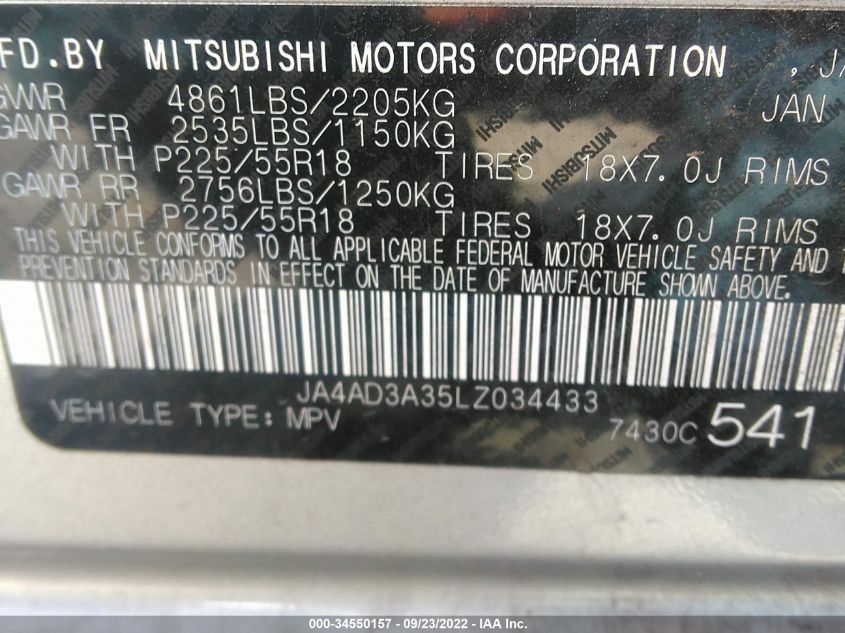 FD.BY MITSUBISHI MOTORS CORPORATION , JA
GVWR 4861LBS/2205KG JAN
GAWR FR 2535LBS/1150KG
WITH P225/55R18 TIRES 18X7.0J RIMS
GAWR RR 2756LBS/1250KG
WITH P225/55R18 TIRES 18X7.0J RIMS
THIS VEHICLE CONFORMS TO ALL APPLICABLE FEDERAL MOTOR VEHICLE SAFETY AND T
PREVENTION STANDARDS IN EFFECT ON THE DATE OF MANUFACTURE SHOWN ABOVE.
JA4AD3A35LZ034433
VEHICLE TYPE: MPV 7430C 541
000-34550157 - 09/23/2022 - IAA Inc.